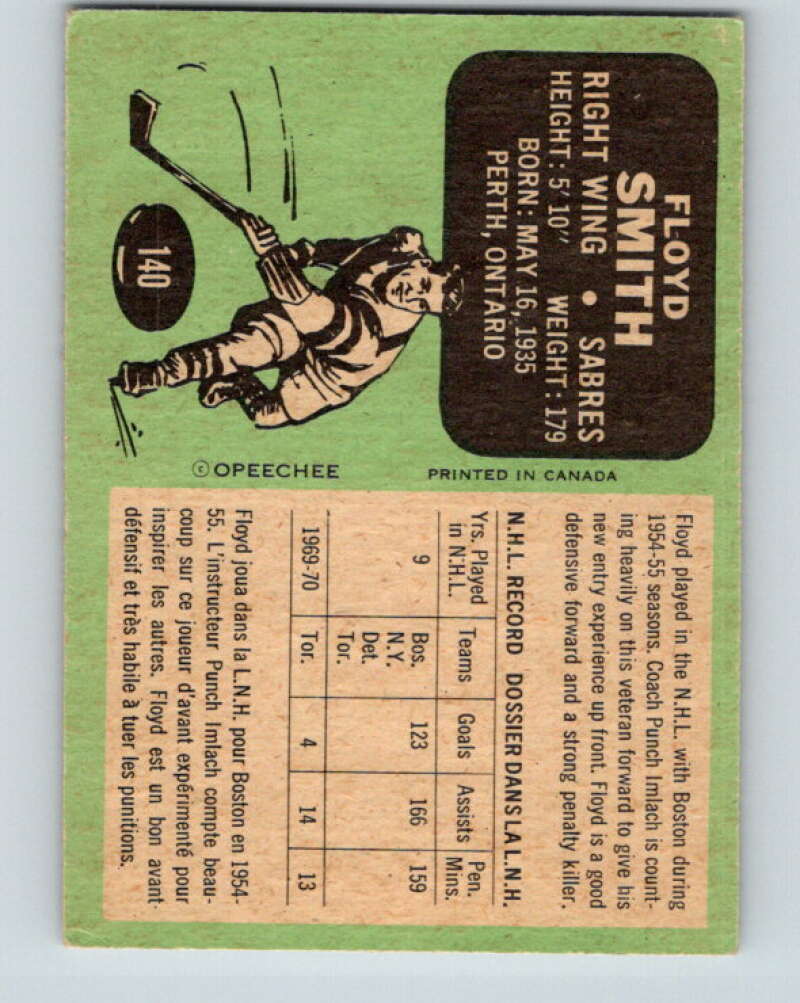 FLOYD
SMITH
RIGHT WING • SABRES
HEIGHT: 5'10" WEIGHT: 179
BORN: MAY 16, 1935
PERTH, ONTARIO
140
©OPEECHEE
PRINTED IN CANADA
Floyd played in the N.H.L. with Boston during
1954-55 seasons. Coach Punch Imlach is count-
ing heavily on this veteran forward to give his
new entry experience up front. Floyd is a good
defensive forward and a strong penalty killer.
N.H.L. RECORD DOSSIER DANS LA L.N.H.
Yrs. Played in N.H.L. Teams Goals Assists Pen. Mins.
9 Bos. 123 166 159
N.Y.
Det.
Tor.
1969-70 Tor. 4 14 13
Floyd joua dans la L.N.H. pour Boston en 1954-
55. L'instructeur Punch Imlach compte beau-
coup sur ce joueur d'avant expérimenté pour
inspirer les autres. Floyd est un bon avant-
défensif et très habile à tuer les punitions.